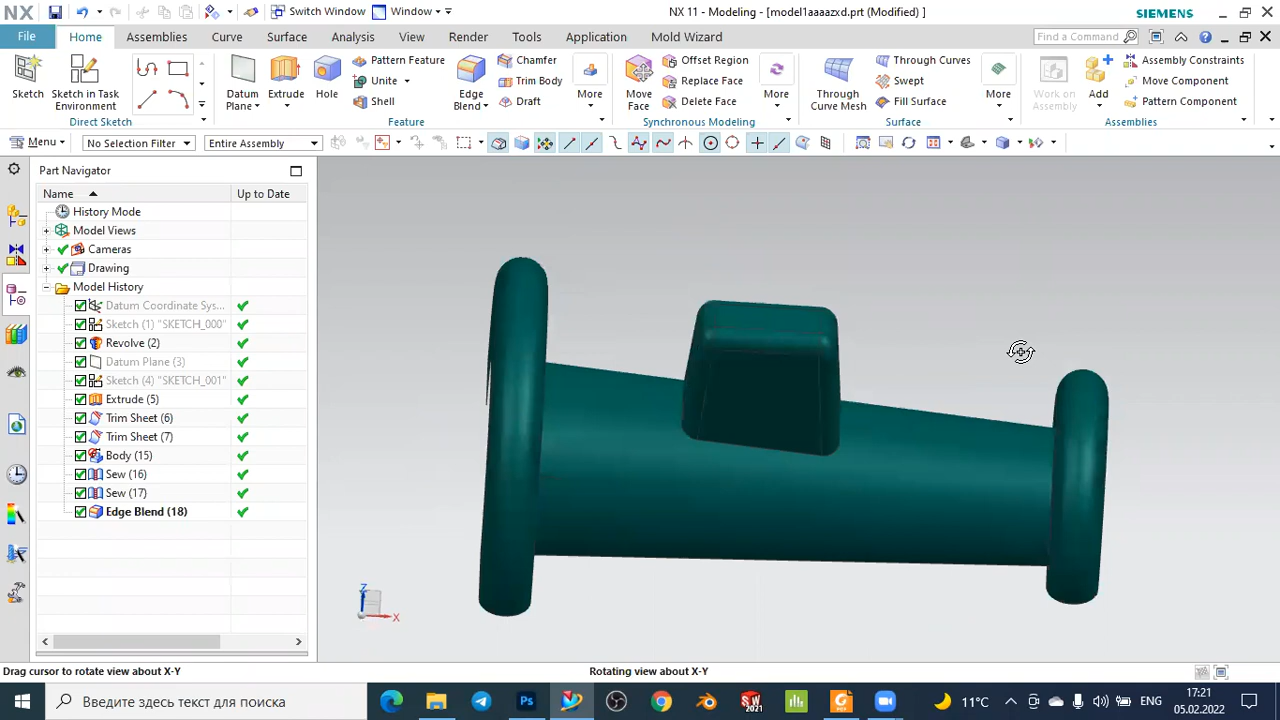 NX Switch Window Window NX 11 - Modeling - [model1aaaazxd.prt (Modified) ] SIEMENS
File Home Assemblies Curve Surface Analysis View Render Tools Application Mold Wizard Find a Command
Sketch Sketch in Task Environment Direct Sketch
Datum Plane Extrude Hole Pattern Feature Unite Shell Edge Blend Chamfer Trim Body Draft More Feature
Move Face Offset Region Replace Face Delete Face More Synchronous Modeling
Through Curve Mesh Through Curves Swept Fill Surface More Surface
Work on Assembly Add Assembly Constraints Move Component Pattern Component Assemblies
Menu No Selection Filter Entire Assembly
Part Navigator
Name Up to Date
History Mode
Model Views
Cameras
Drawing
Model History
Datum Coordinate Sys...
Sketch (1) "SKETCH_000"
Revolve (2)
Datum Plane (3)
Sketch (4) "SKETCH_001"
Extrude (5)
Trim Sheet (6)
Trim Sheet (7)
Body (15)
Sew (16)
Sew (17)
Edge Blend (18)
Z
X
Drag cursor to rotate view about X-Y Rotating view about X-Y
Введите здесь текст для поиска Ps SW 2021 11°C ENG 17:21
05.02.2022